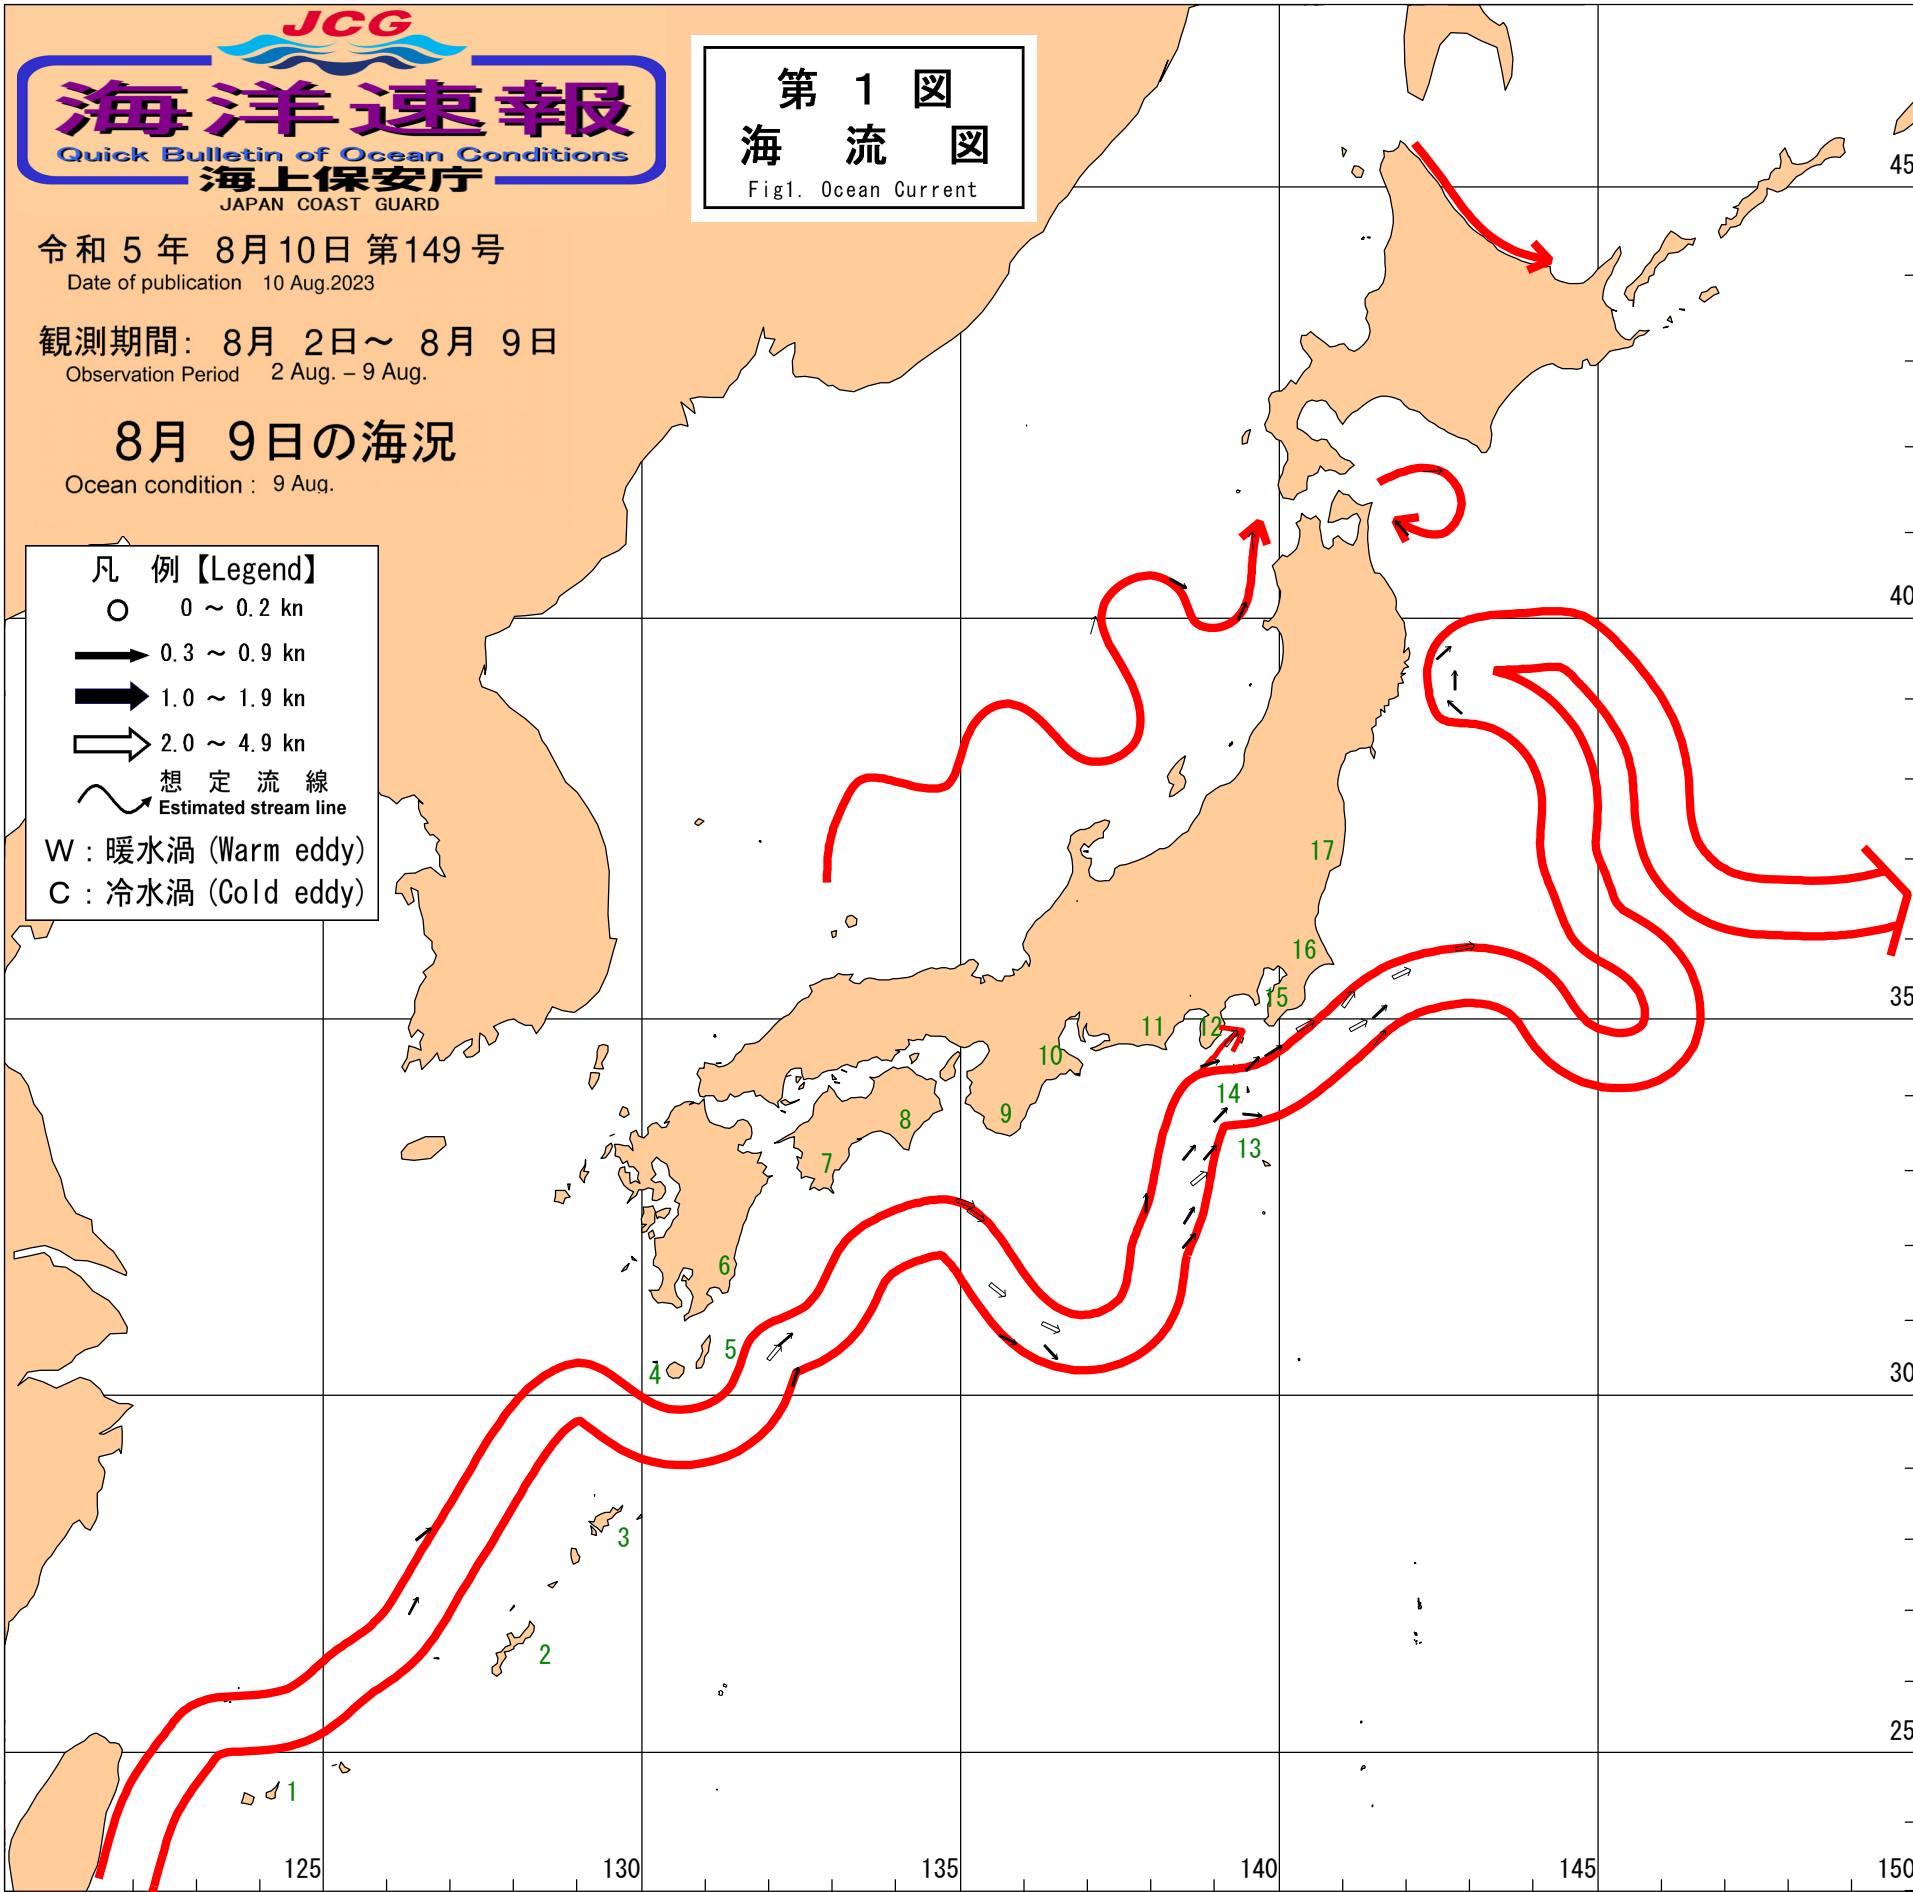 JCG
海洋速報
Quick Bulletin of Ocean Conditions
海上保安庁
JAPAN COAST GUARD
令和 5 年 8月10日 第149号
Date of publication 10 Aug.2023
観測期間: 8月 2日～ 8月 9日
Observation Period 2 Aug. – 9 Aug.
8月 9日の海況
Ocean condition : 9 Aug.
第 1 図
海 流 図
Fig1. Ocean Current
凡 例【Legend】
0 ～ 0.2 kn
0.3 ～ 0.9 kn
1.0 ～ 1.9 kn
2.0 ～ 4.9 kn
想 定 流 線
Estimated stream line
W : 暖水渦 (Warm eddy)
C : 冷水渦 (Cold eddy)
45
40
35
30
25
17
16
15
12
11
10
14
9
8
13
7
6
5
4
3
2
1
125
130
135
140
145
150